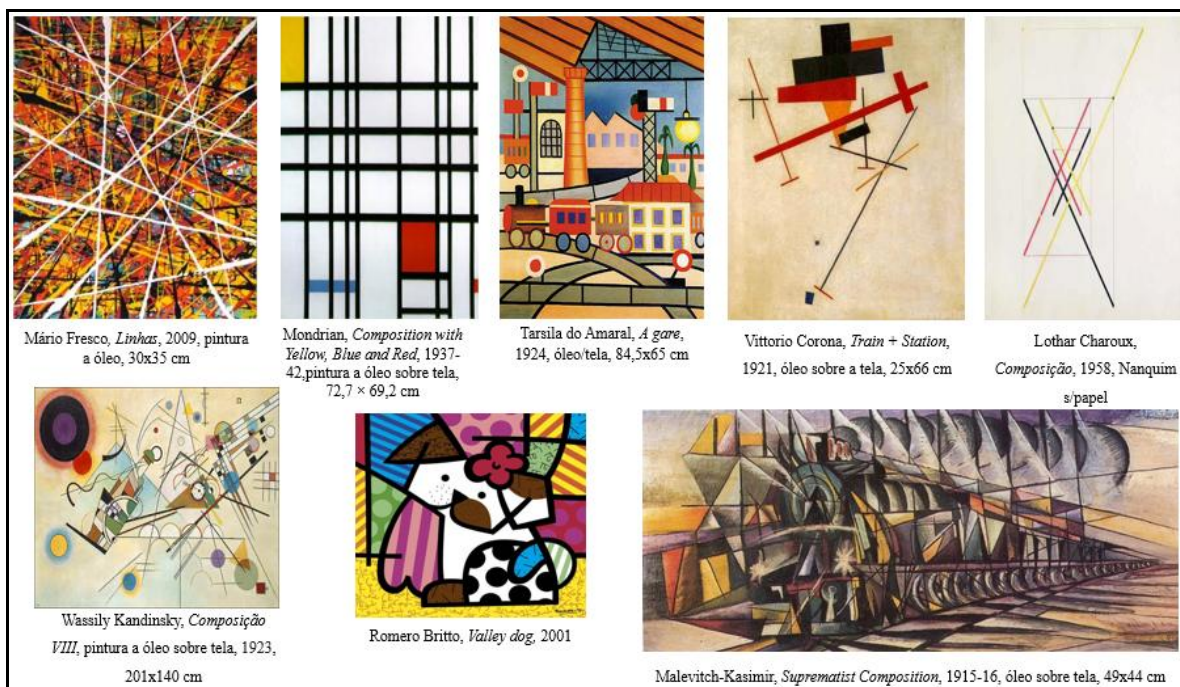 Mário Fresco, Linhas, 2009, pintura
a óleo, 30x35 cm
Mondrian, Composition with
Yellow, Blue and Red, 1937-
42,pintura a óleo sobre tela,
72,7 × 69,2 cm
Tarsila do Amaral, A gare,
1924, óleo/tela, 84,5x65 cm
Vittorio Corona, Train + Station,
1921, óleo sobre a tela, 25x66 cm
Lothar Charoux,
Composição, 1958, Nanquim
s/papel
Wassily Kandinsky, Composição
VIII, pintura a óleo sobre tela, 1923,
201x140 cm
Romero Britto, Valley dog, 2001
Malevitch-Kasimir, Suprematist Composition, 1915-16, óleo sobre tela, 49x44 cm